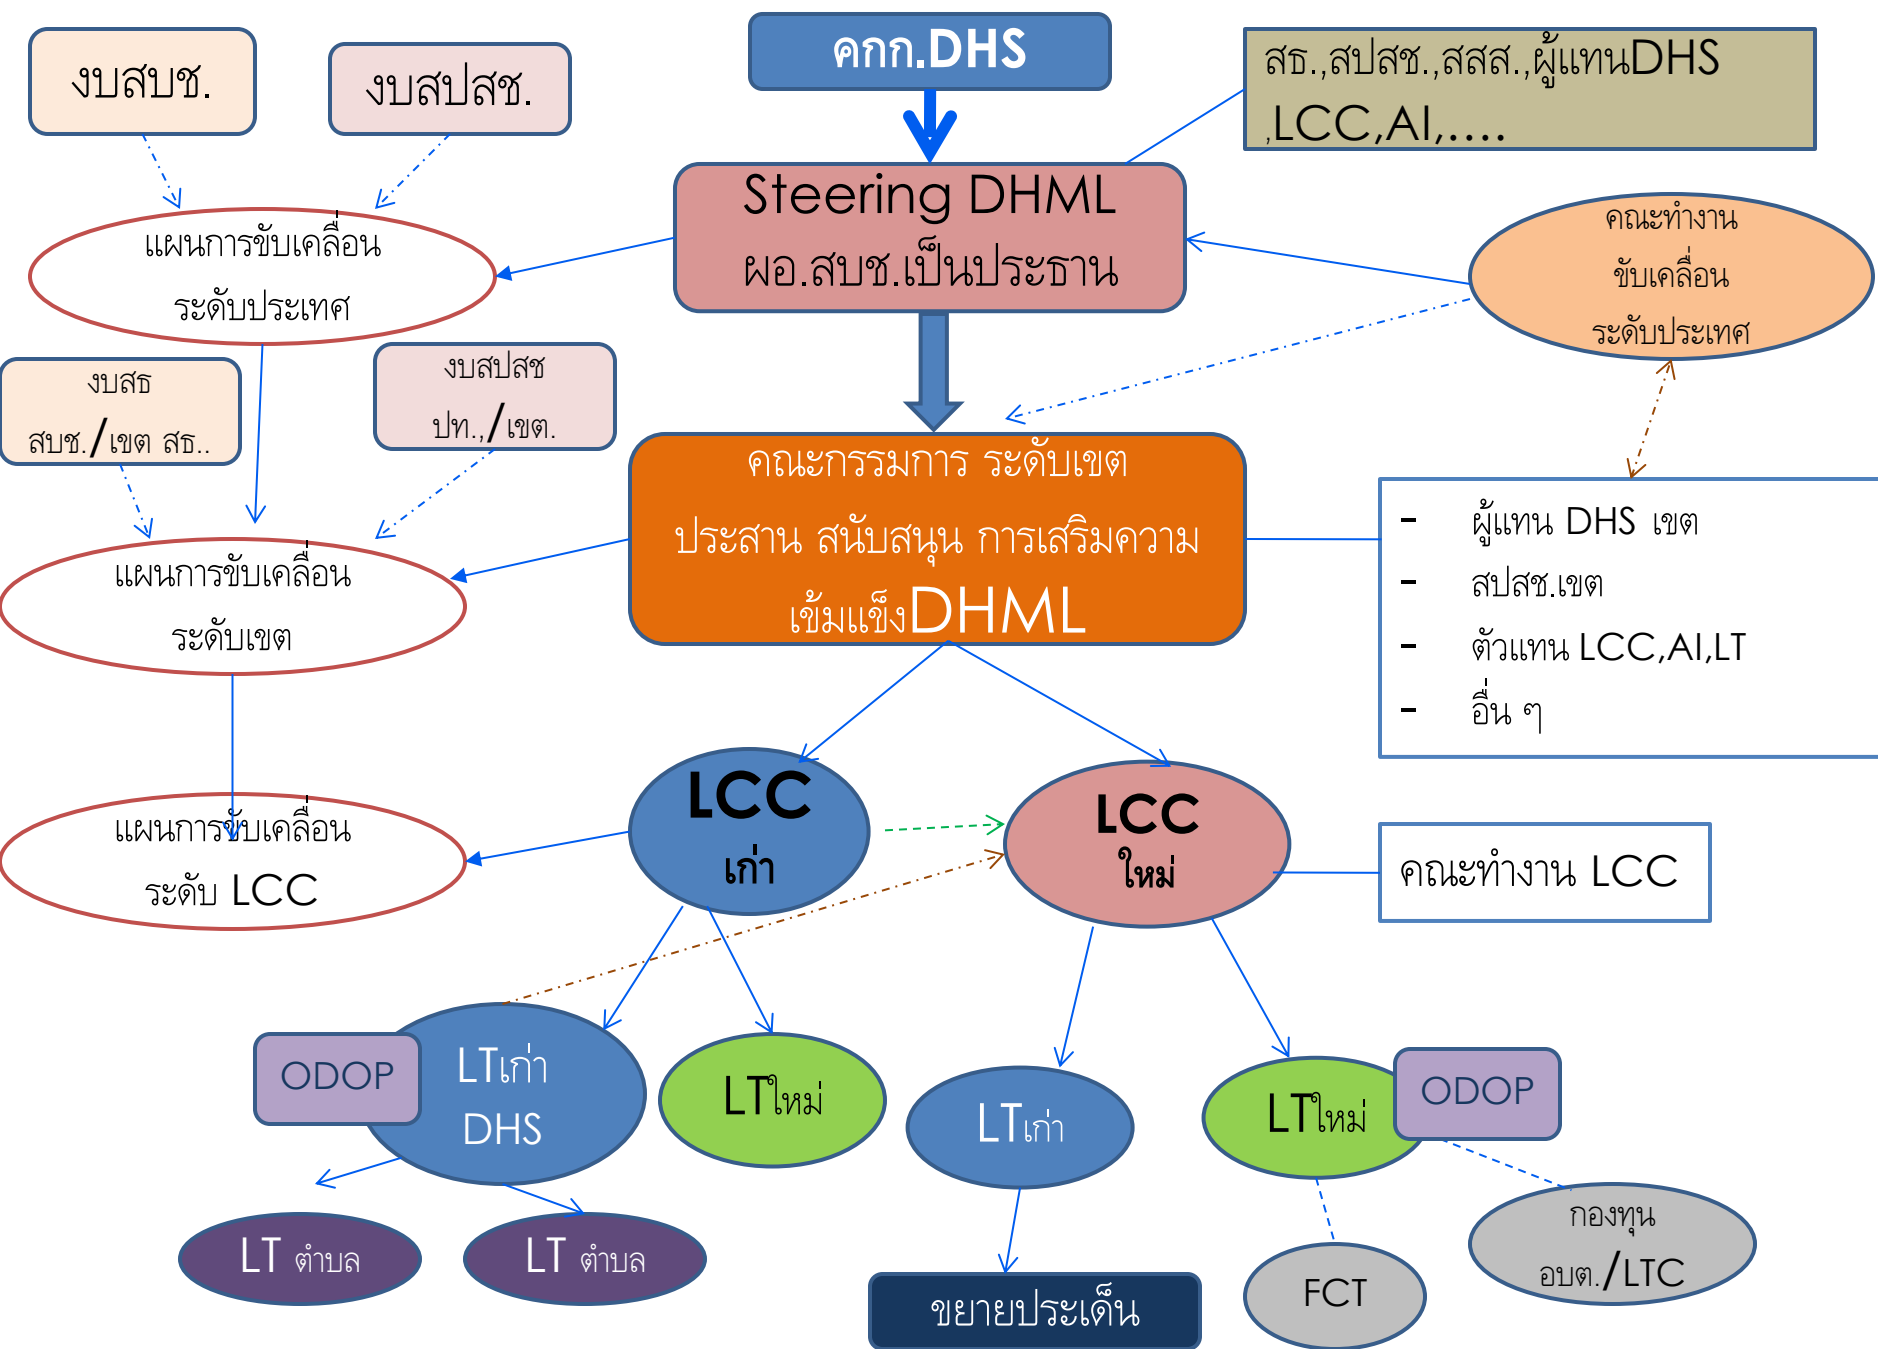 งบสบช.
งบสปสช.
คกก.DHS
สธ.,สปสช.,สสส.,ผู้แทนDHS
,LCC,AI,....
Steering DHML
ผอ.สบช.เป็นประธาน
แผนการขับเคลื่อน
ระดับประเทศ
คณะทำงาน
ขับเคลื่อน
ระดับประเทศ
งบสธ
สบช./เขต สธ..
งบสปสช
ปท.,/เขต.
คณะกรรมการ ระดับเขต
ประสาน สนับสนุน การเสริมความ
เข้มแข็งDHML
- ผู้แทน DHS เขต
- สปสช.เขต
- ตัวแทน LCC,AI,LT
- อื่น ๆ
แผนการขับเคลื่อน
ระดับเขต
LCC
เก่า
LCC
ใหม่
แผนการขับเคลื่อน
ระดับ LCC
คณะทำงาน LCC
ODOP
LTเก่า
DHS
LTใหม่
LTเก่า
LTใหม่
ODOP
LT ตำบล
LT ตำบล
ขยายประเด็น
FCT
กองทุน
อบต./LTC